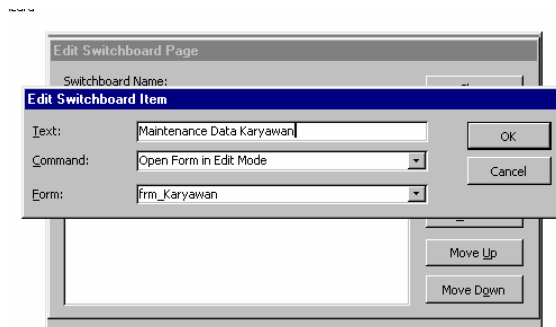 Edit Switchboard Page
Switchboard Name:
Edit Switchboard Item
Text: Maintenance Data Karyawan OK
Command: Open Form in Edit Mode Cancel
Form: frm_Karyawan
Move Up
Move Down